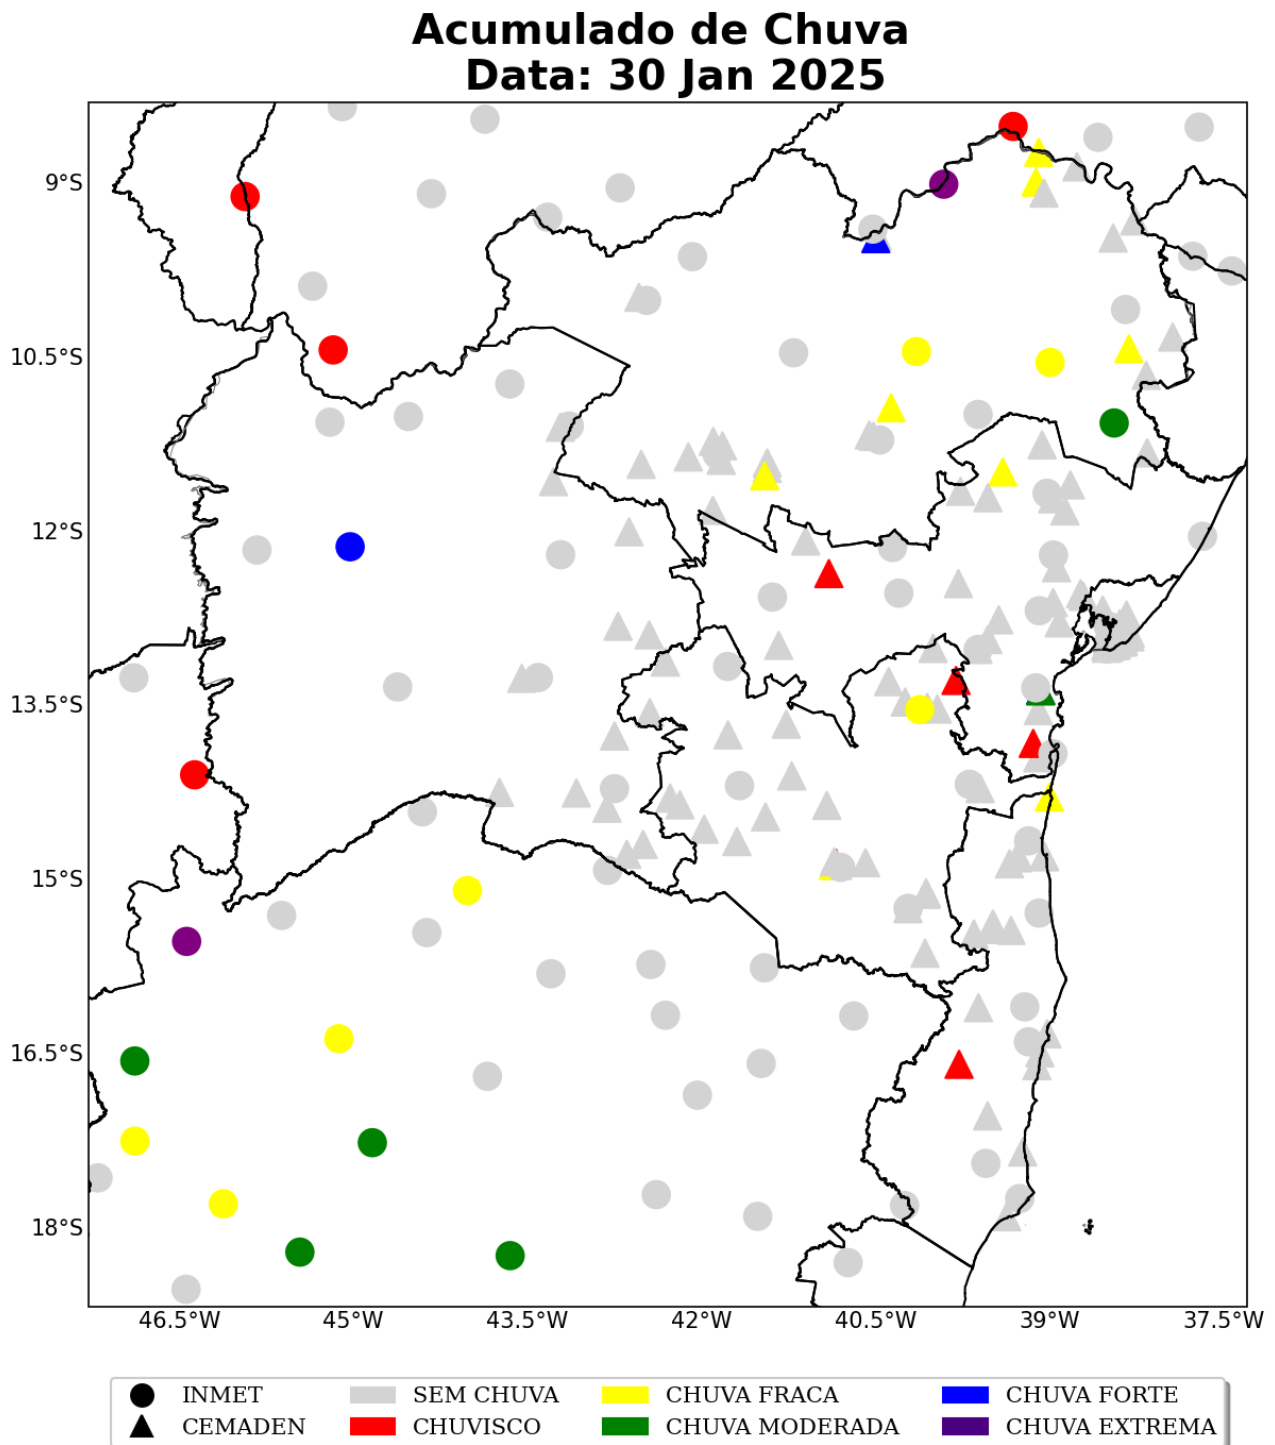 Acumulado de Chuva
Data: 30 Jan 2025
9°S
10.5°S
12°S
13.5°S
15°S
16.5°S
18°S
46.5°W 45°W 43.5°W 42°W 40.5°W 39°W 37.5°W
INMET SEM CHUVA CHUVA FRACA CHUVA FORTE
CEMADEN CHUVISCO CHUVA MODERADA CHUVA EXTREMA